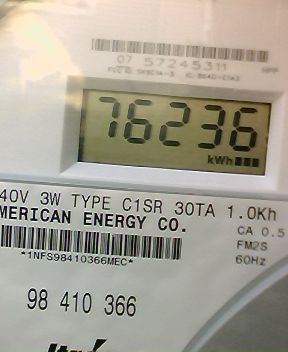 07 57245311
76236
kWh
40V 3W TYPE C1SR 30TA 1.0Kh
MERICAN ENERGY CO.
CA 0.5
FM2S
60Hz
*1NFS98410366MEC*
98 410 366